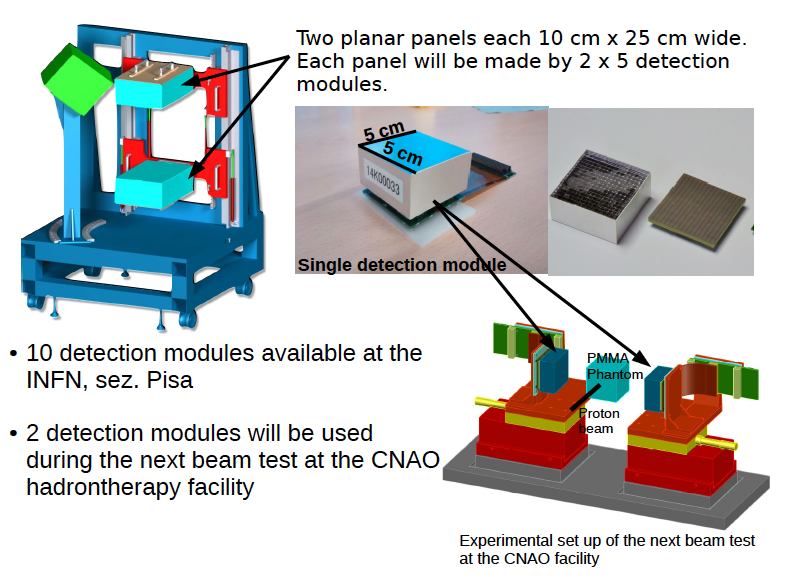 Two planar panels each 10 cm x 25 cm wide.
Each panel will be made by 2 x 5 detection
modules.
5 cm
5 cm
14K00033
Single detection module
• 10 detection modules available at the
INFN, sez. Pisa
• 2 detection modules will be used
during the next beam test at the CNAO
hadrontherapy facility
PMMA
Phantom
Proton
beam
Experimental set up of the next beam test
at the CNAO facility